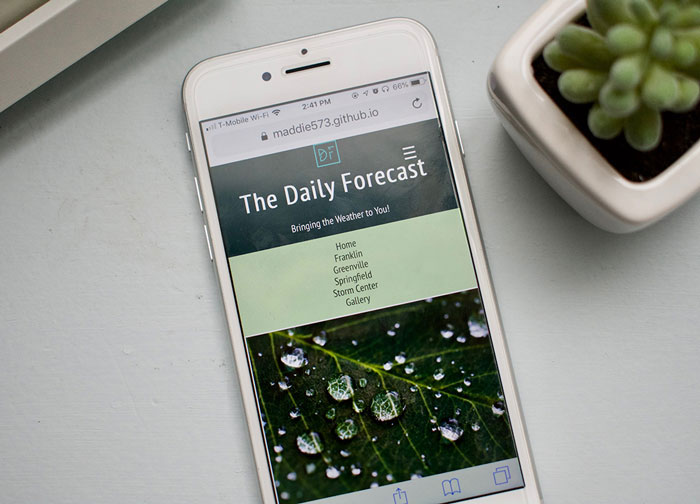 T-Mobile Wi-Fi 2:41 PM 66%
maddie573.github.io
DF
The Daily Forecast
Bringing the Weather to You!
Home
Franklin
Greenville
Springfield
Storm Center
Gallery